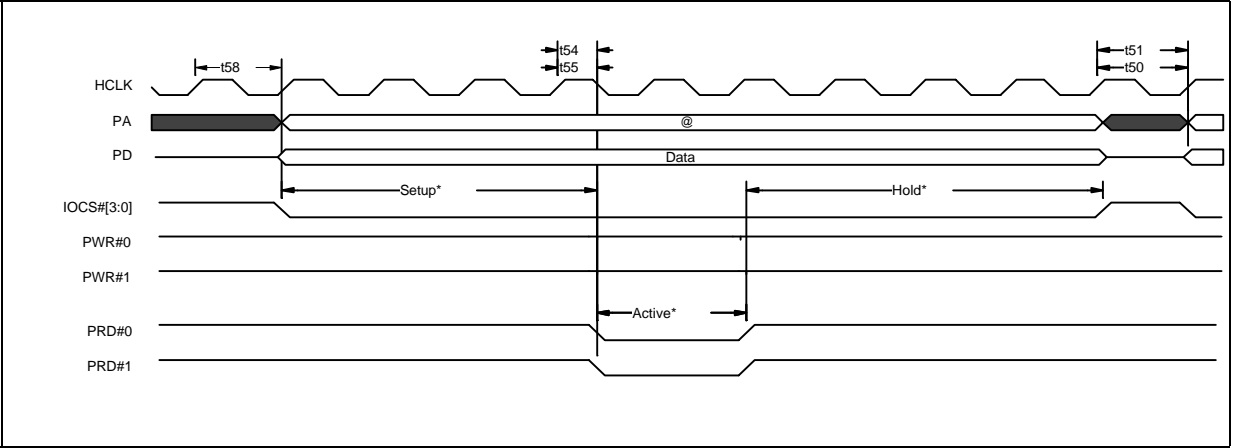 t54
t51
t58
t55
t50
HCLK
PA
@
PD
Data
Setup*
Hold*
IOCS#[3:0]
PWR#0
PWR#1
Active*
PRD#0
PRD#1